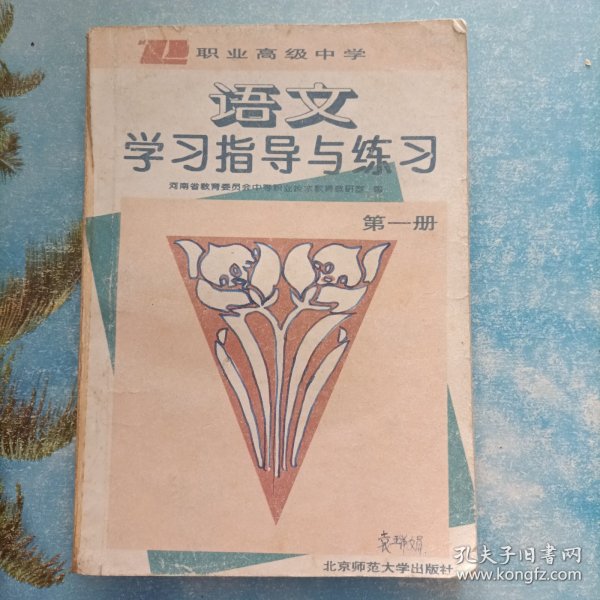 职业高级中学
语文
学习指导与练习
河南省教育委员会中等职业技术教育教研室 编
第一册
北京师范大学出版社
孔夫子旧书网
www.kongfz.com